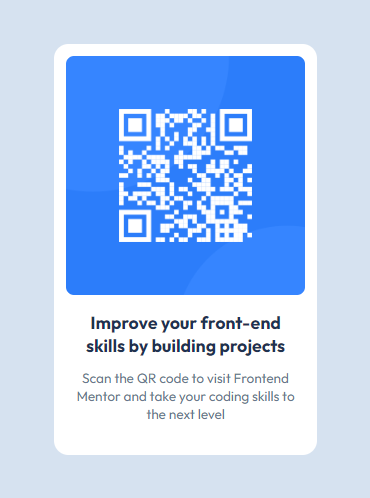 Improve your front-end
skills by building projects
Scan the QR code to visit Frontend
Mentor and take your coding skills to
the next level